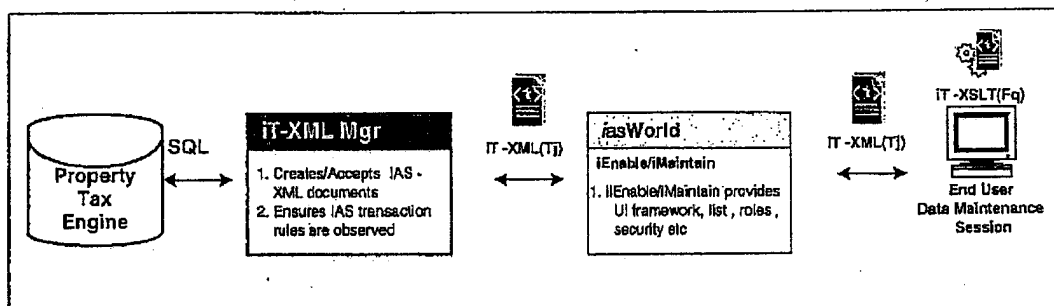 Property
Tax
Engine
SQL
iT-XML Mgr
1. Creates/Accepts IAS -
XML documents
2. Ensures IAS transaction
rules are observed
<i>
iT-XML(Tj)
iasWorld
iEnable/iMaintain
1. iIEnable/iMaintain provides
UI framework, list , roles ,
security etc
<i>
iT-XML(Tj)
<i>
iT-XSLT(Fq)
End User
Data Maintenance
Session